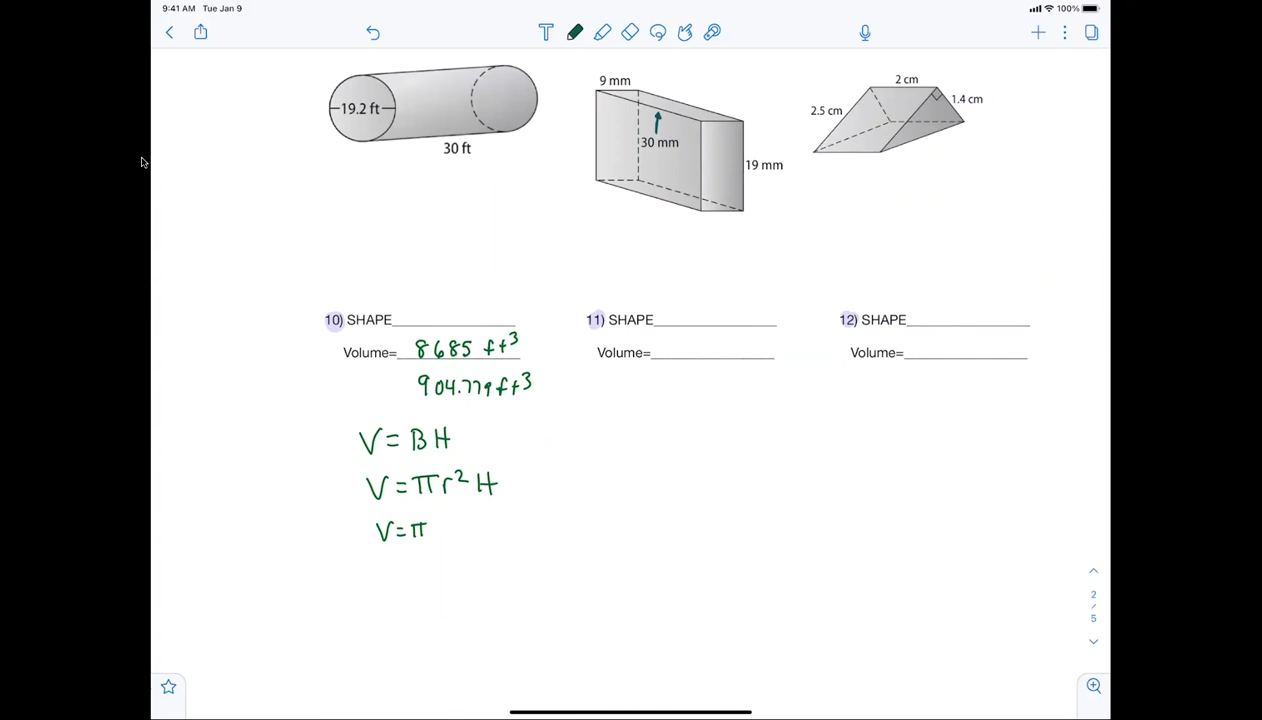 9:41 AM Tue Jan 9
100%
T
19.2 ft
30 ft
9 mm
30 mm
19 mm
2 cm
2.5 cm
1.4 cm
10) SHAPE
Volume= 8685 ft³
904.779 ft³
V = BH
V = πr² H
V = π
11) SHAPE
Volume=
12) SHAPE
Volume=
2
/
5